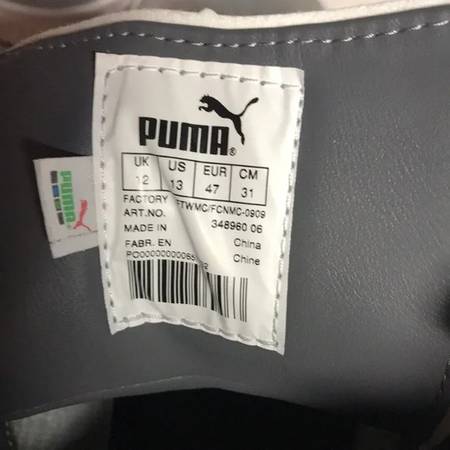 PUMA®
UK US EUR CM
12 13 47 31
FACTORY FTWMC/FCNMC-0909
ART.NO. 348960 06
MADE IN China
FABR. EN Chine
PUMA